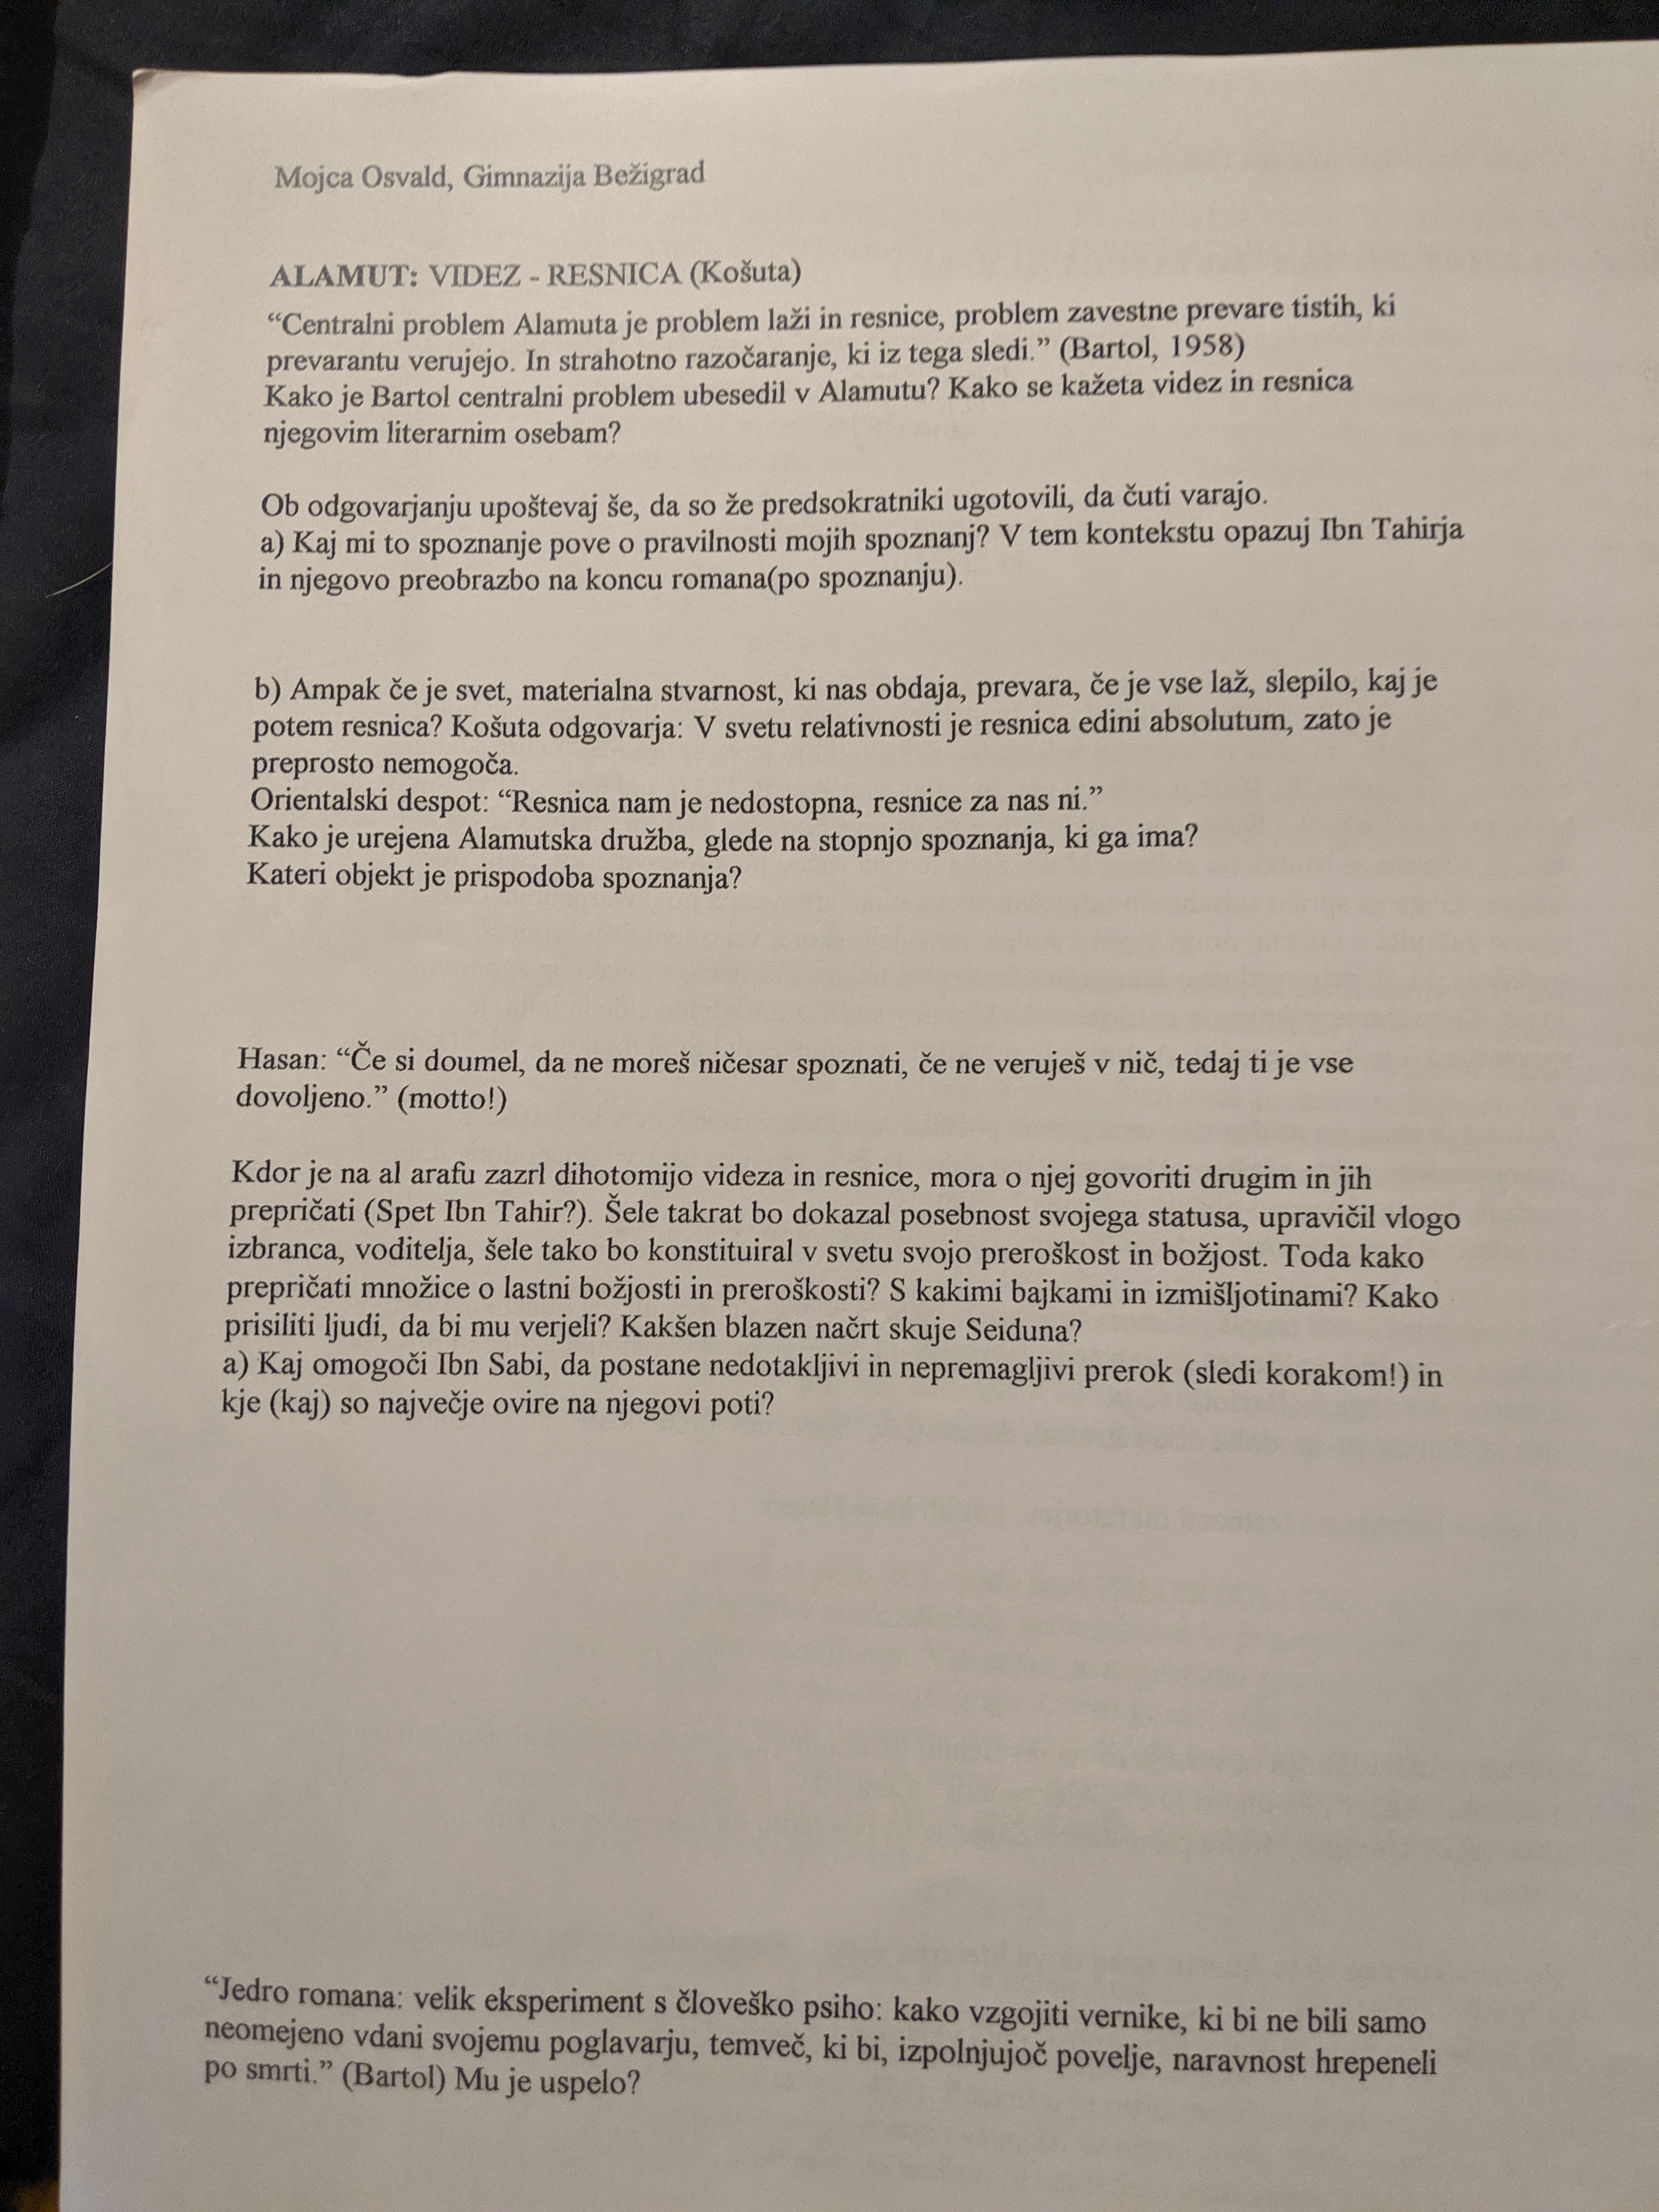 Mojca Osvald, Gimnazija Bežigrad
ALAMUT: VIDEZ - RESNICA (Košuta)
“Centralni problem Alamuta je problem laži in resnice, problem zavestne prevare tistih, ki
prevarantu verujejo. In strahotno razočaranje, ki iz tega sledi.” (Bartol, 1958)
Kako je Bartol centralni problem ubesedil v Alamutu? Kako se kažeta videz in resnica
njegovim literarnim osebam?
Ob odgovarjanju upoštevaj še, da so že predsokratniki ugotovili, da čuti varajo.
a) Kaj mi to spoznanje pove o pravilnosti mojih spoznanj? V tem kontekstu opazuj Ibn Tahirja
in njegovo preobrazbo na koncu romana(po spoznanju).
b) Ampak če je svet, materialna stvarnost, ki nas obdaja, prevara, če je vse laž, slepilo, kaj je
potem resnica? Košuta odgovarja: V svetu relativnosti je resnica edini absolutum, zato je
preprosto nemogoča.
Orientalski despot: “Resnica nam je nedostopna, resnice za nas ni.”
Kako je urejena Alamutska družba, glede na stopnjo spoznanja, ki ga ima?
Kateri objekt je prispodoba spoznanja?
Hasan: “Če si doumel, da ne moreš ničesar spoznati, če ne veruješ v nič, tedaj ti je vse
dovoljeno.” (motto!)
Kdor je na al arafu zazrl dihotomijo videza in resnice, mora o njej govoriti drugim in jih
prepričati (Spet Ibn Tahir?). Šele takrat bo dokazal posebnost svojega statusa, upravičil vlogo
izbranca, voditelja, šele tako bo konstituiral v svetu svojo preroškost in božjost. Toda kako
prepričati množice o lastni božjosti in preroškosti? S kakimi bajkami in izmišljotinami? Kako
prisiliti ljudi, da bi mu verjeli? Kakšen blazen načrt skuje Seiduna?
a) Kaj omogoči Ibn Sabi, da postane nedotakljivi in nepremagljivi prerok (sledi korakom!) in
kje (kaj) so največje ovire na njegovi poti?
“Jedro romana: velik eksperiment s človeško psiho: kako vzgojiti vernike, ki bi ne bili samo
neomejeno vdani svojemu poglavarju, temveč, ki bi, izpolnjujoč povelje, naravnost hrepeneli
po smrti.” (Bartol) Mu je uspelo?